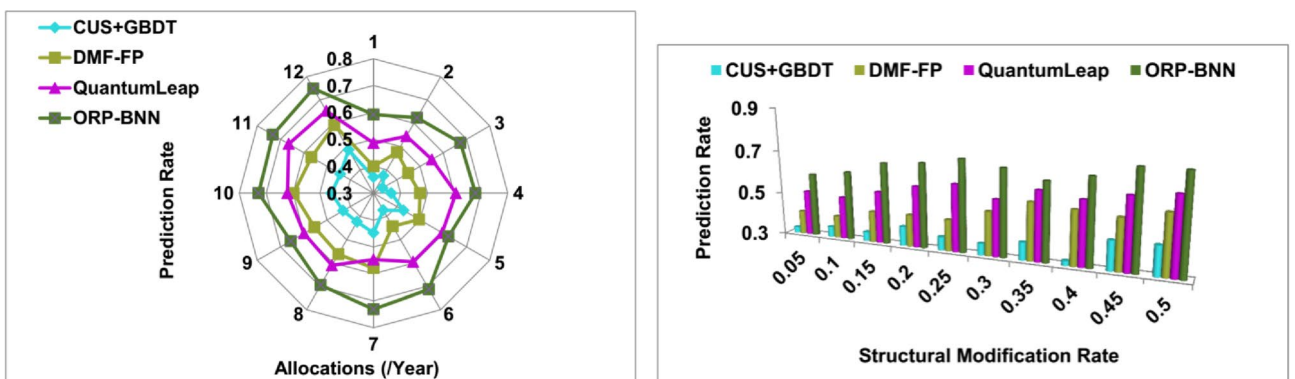 CUS+GBDT
DMF-FP
QuantumLeap
ORP-BNN
Prediction Rate
0.8
0.7
0.6
0.5
0.4
0.3
1
2
3
4
5
6
7
8
9
10
11
12
Allocations (/Year)
CUS+GBDT DMF-FP QuantumLeap ORP-BNN
Prediction Rate
0.9
0.7
0.5
0.3
0.05 0.1 0.15 0.2 0.25 0.3 0.35 0.4 0.45 0.5
Structural Modification Rate